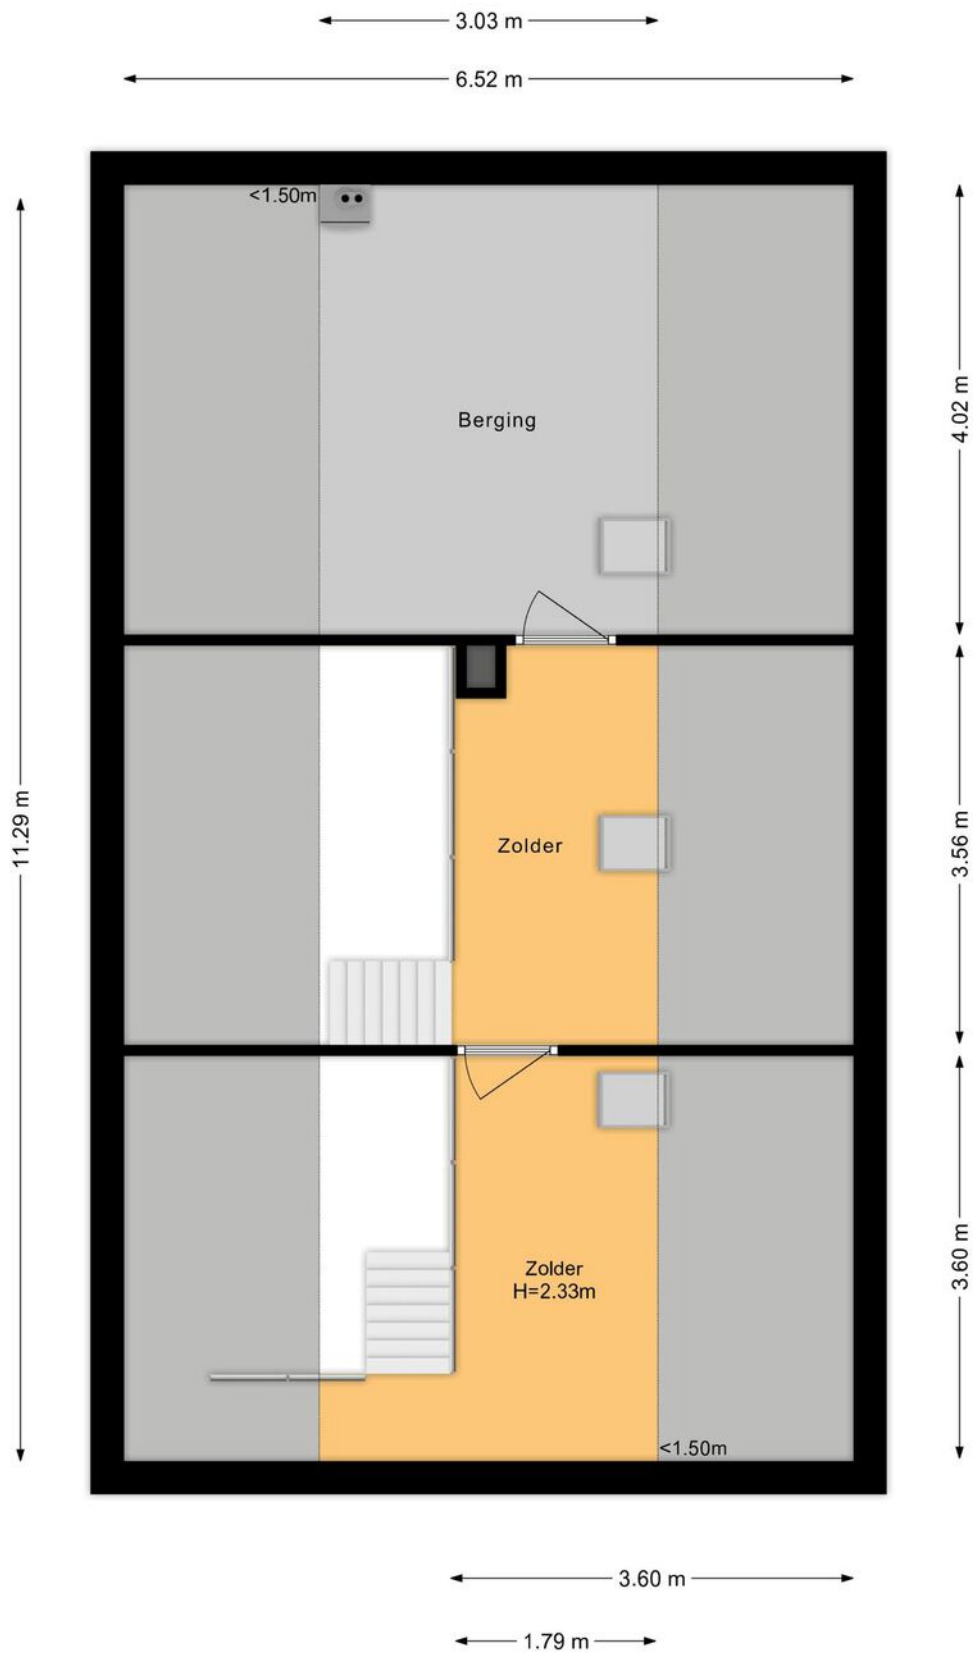 3.03 m
6.52 m
<1.50m
4.02 m
Berging
11.29 m
Zolder
3.56 m
Zolder
H=2.33m
3.60 m
<1.50m
3.60 m
1.79 m